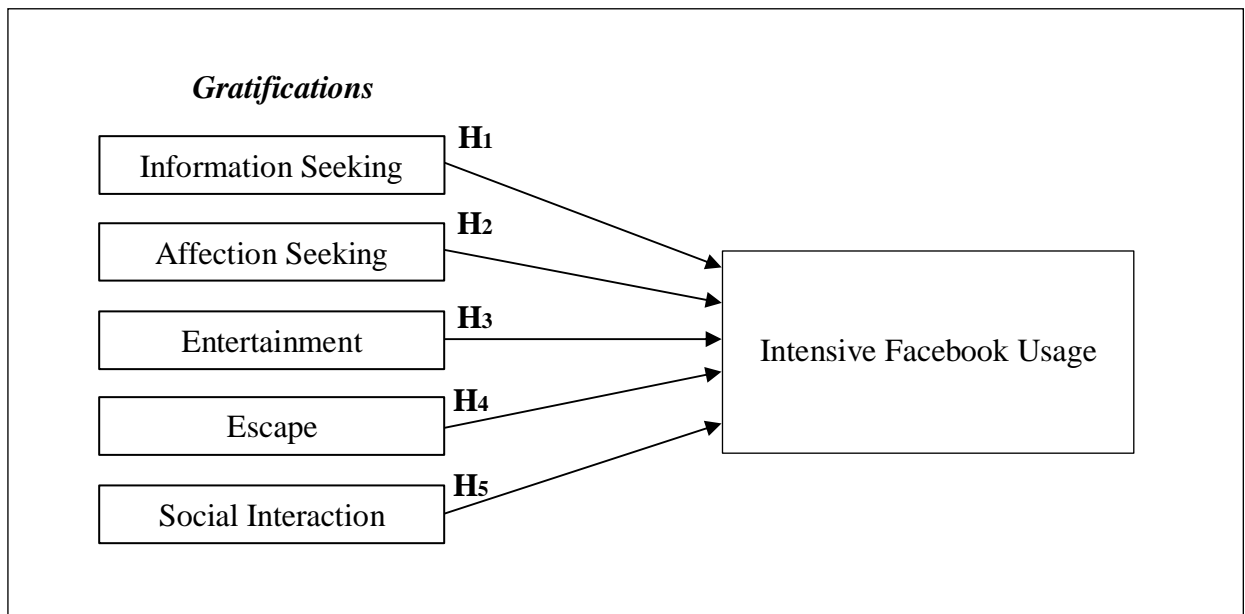 Gratifications
H1
Information Seeking
H2
Affection Seeking
H3
Entertainment
Intensive Facebook Usage
H4
Escape
H5
Social Interaction